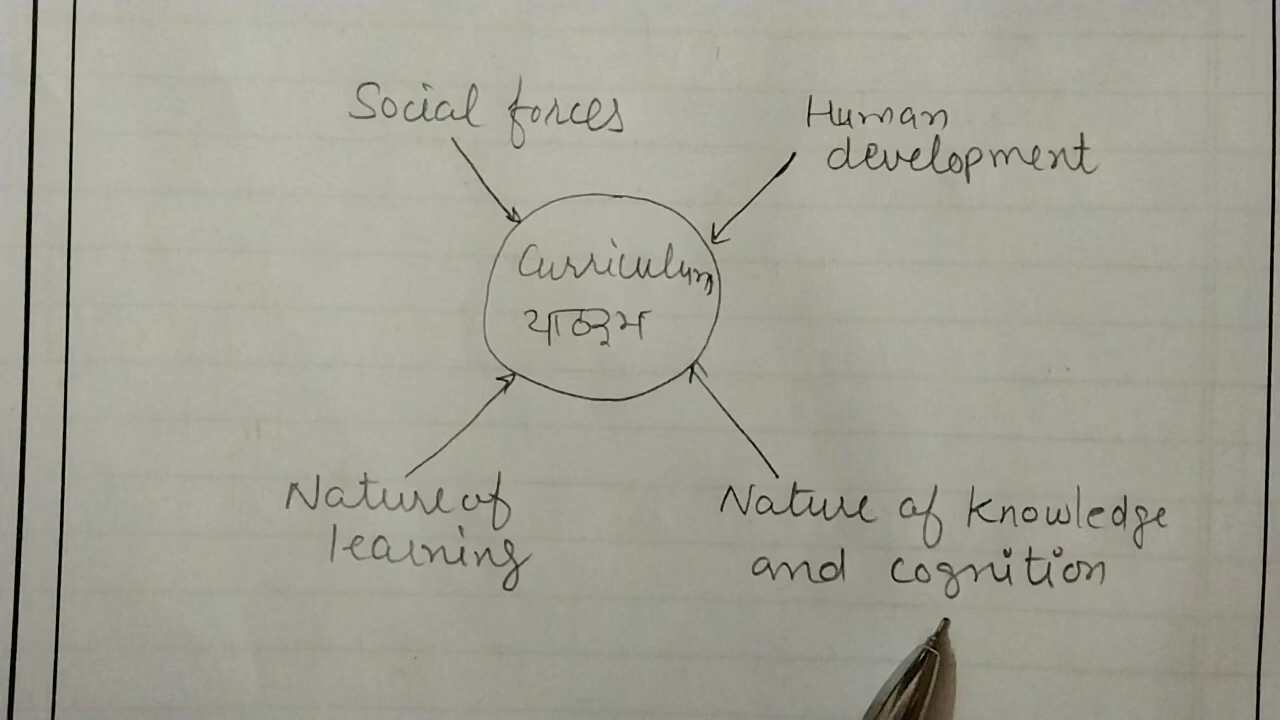 Social forces
Human
development
Curriculum
पाठ्यक्रम
Nature of
learning
Nature of knowledge
and cognition